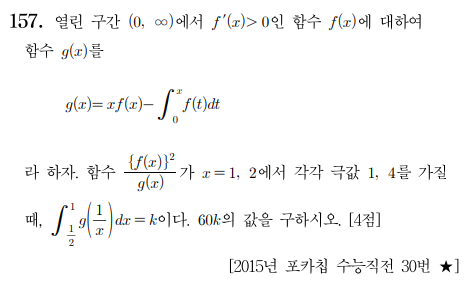 157. 열린 구간 (0, ∞)에서 f′(x)>0인 함수 f(x)에 대하여
함수 g(x)를
g(x)=xf(x)−∫₀ˣ f(t)dt
라 하자. 함수 {f(x)}²/g(x) 가 x=1, 2에서 각각 극값 1, 4를 가질
때, ∫_{1/2}^{1} g(1/x)dx=k이다. 60k의 값을 구하시오. [4점]
[2015년 포카칩 수능직전 30번 ★]